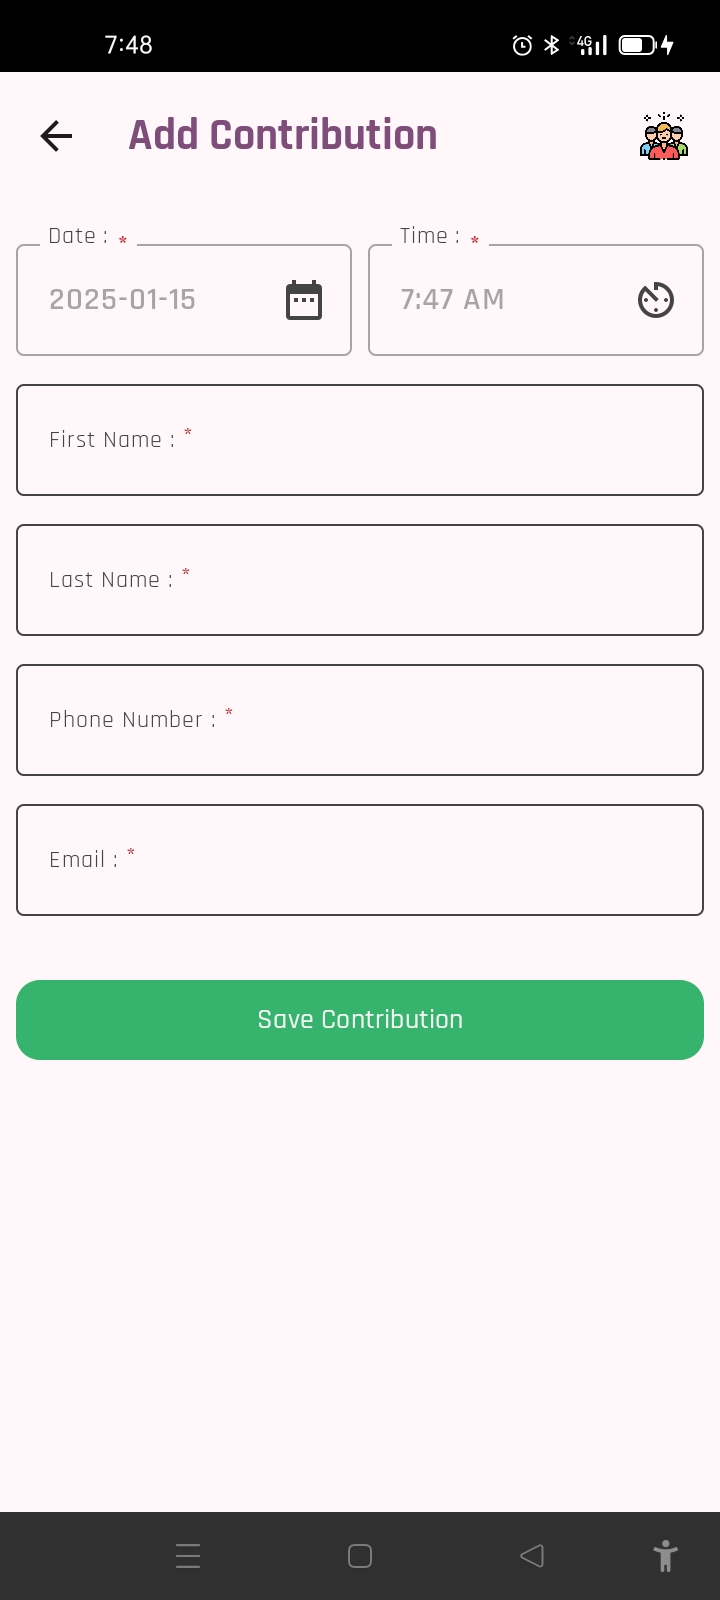 7:48
4G
Add Contribution
Date : *
Time : *
2025-01-15
7:47 AM
First Name : *
Last Name : *
Phone Number : *
Email : *
Save Contribution